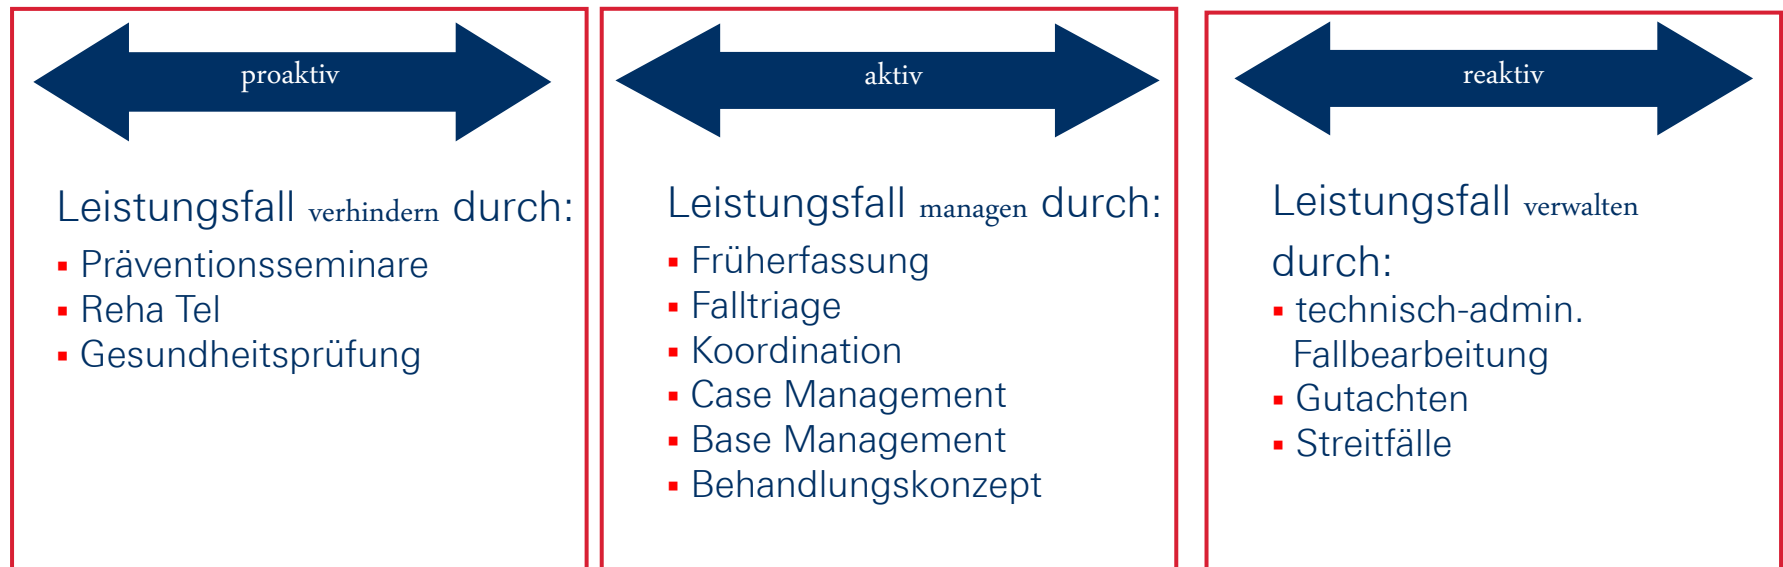 proaktiv
Leistungsfall verhindern durch:
▪ Präventionsseminare
▪ Reha Tel
▪ Gesundheitsprüfung
aktiv
Leistungsfall managen durch:
▪ Früherfassung
▪ Falltriage
▪ Koordination
▪ Case Management
▪ Base Management
▪ Behandlungskonzept
reaktiv
Leistungsfall verwalten
durch:
▪ technisch-admin.
Fallbearbeitung
▪ Gutachten
▪ Streitfälle